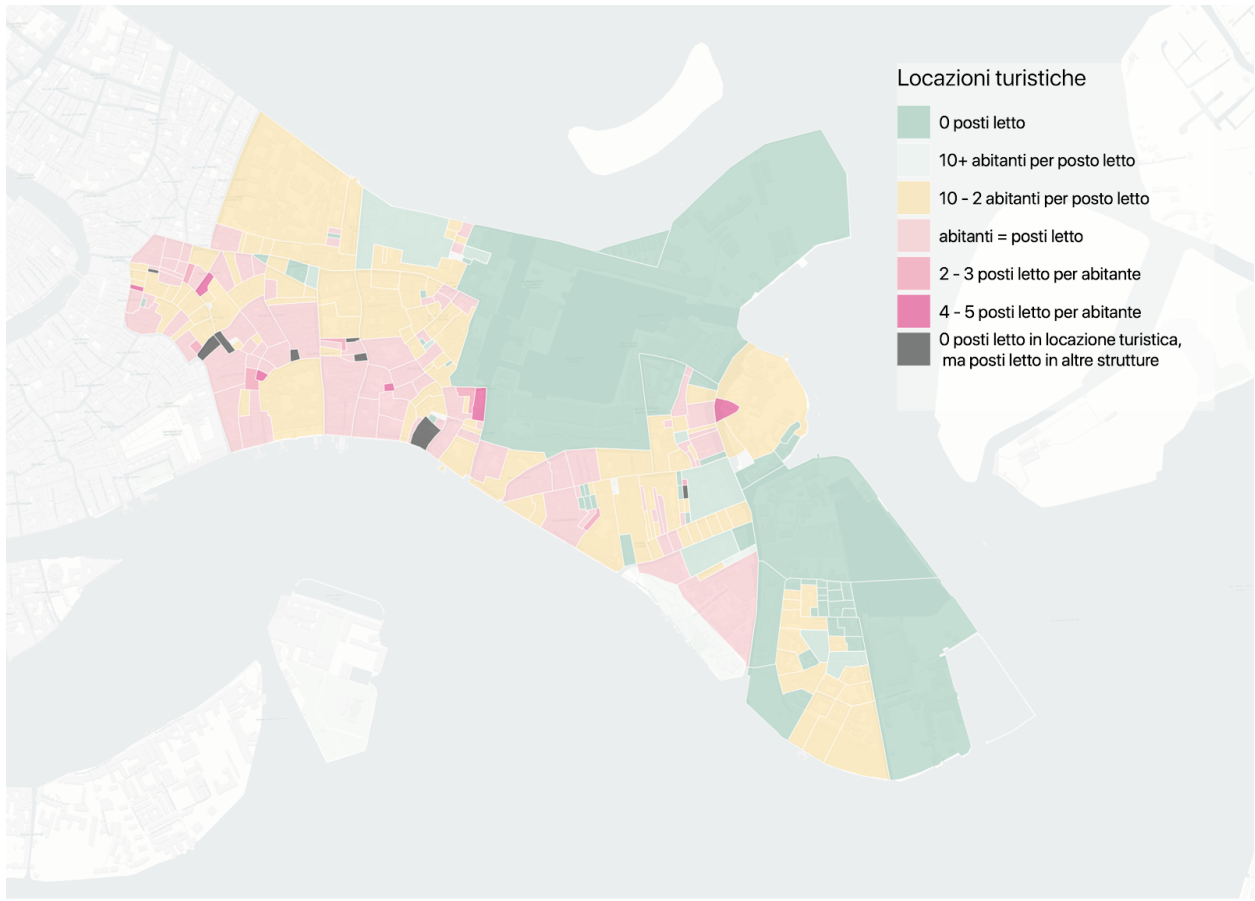 Locazioni turistiche
0 posti letto
10+ abitanti per posto letto
10 - 2 abitanti per posto letto
abitanti = posti letto
2 - 3 posti letto per abitante
4 - 5 posti letto per abitante
0 posti letto in locazione turistica,
ma posti letto in altre strutture